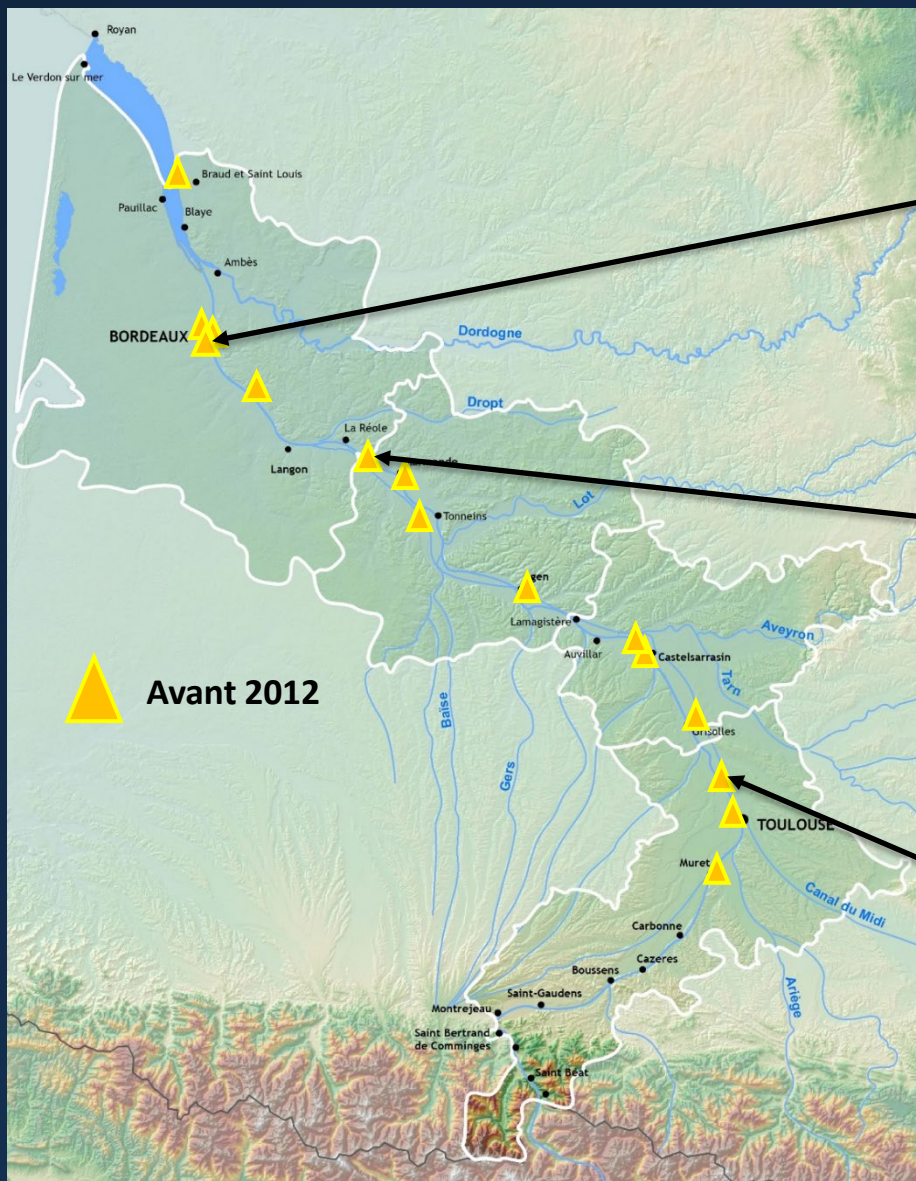 Royan
Le Verdon sur mer
Braud et Saint Louis
Pauillac
Blaye
Ambès
BORDEAUX
Dordogne
Dropt
La Réole
Langon
Lot
Tonneins
Lamagistère
Aveyron
Auvillar
Castelsarrasin
Tarn
Avant 2012
Baïse
Gers
Grisolles
TOULOUSE
Muret
Canal du Midi
Carbonne
Cazeres
Boussens
Ariège
Saint-Gaudens
Montrejeau
Saint Bertrand
de Comminges
Saint Béat